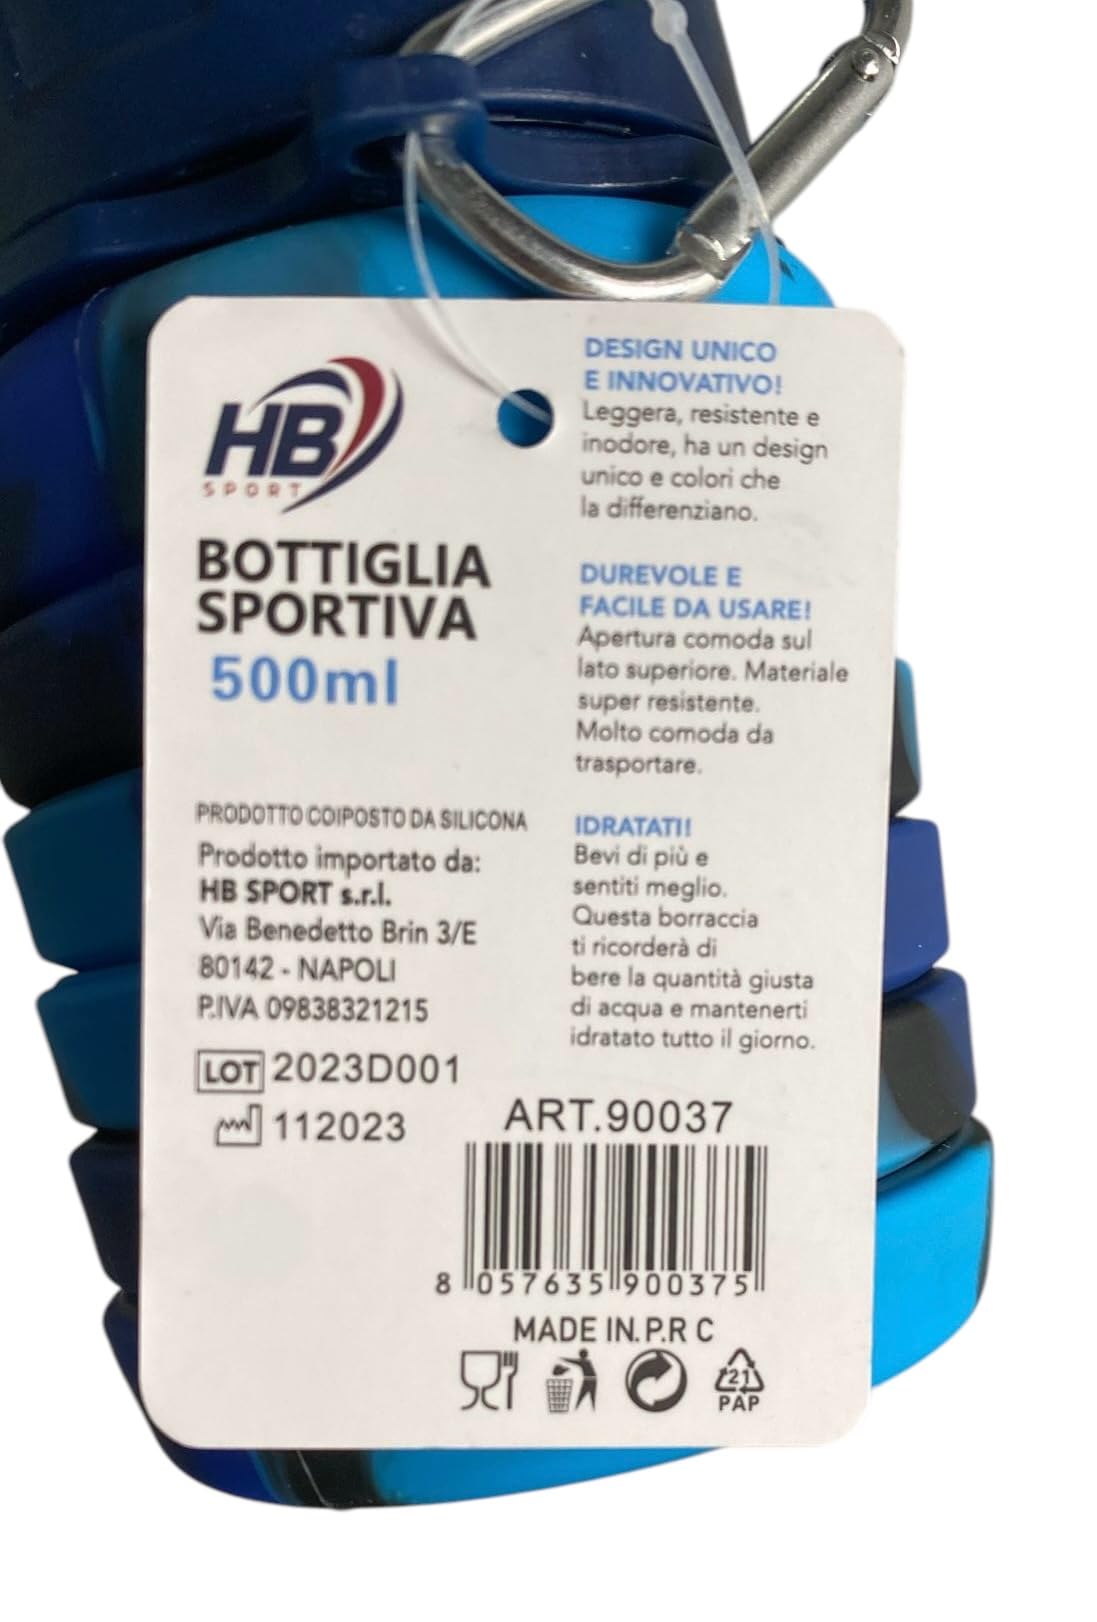 HB
SPORT
BOTTIGLIA
SPORTIVA
500ml
PRODOTTO COIPOSTO DA SILICONA
Prodotto importato da:
HB SPORT s.r.l.
Via Benedetto Brin 3/E
80142 - NAPOLI
P.IVA 09838321215
LOT 2023D001
112023
DESIGN UNICO
E INNOVATIVO!
Leggera, resistente e
inodore, ha un design
unico e colori che
la differenziano.
DUREVOLE E
FACILE DA USARE!
Apertura comoda sul
lato superiore. Materiale
super resistente.
Molto comoda da
trasportare.
IDRATATI!
Bevi di più e
sentiti meglio.
Questa borraccia
ti ricorderà di
bere la quantità giusta
di acqua e mantenerti
idratato tutto il giorno.
ART.90037
8 057635 900375
MADE IN. P.R C
21
PAP